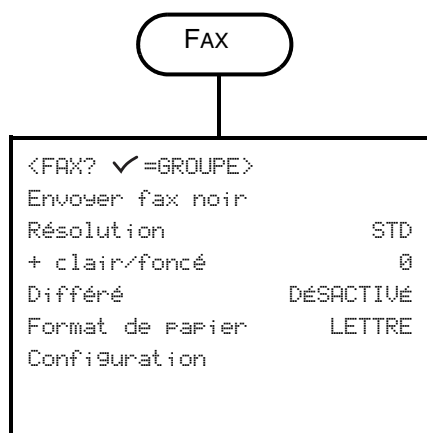 FAX
<FAX? ✓=GROUPE>
Envoyer fax noir
Résolution STD
+ clair/foncé 0
Différé DéSACTIVé
Format de papier LETTRE
Configuration